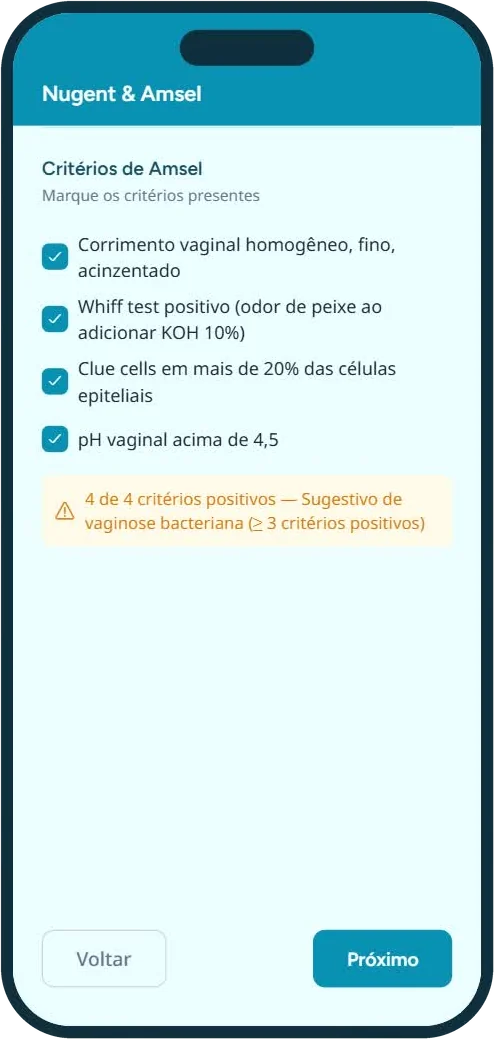 Nugent & Amsel
Critérios de Amsel
Marque os critérios presentes
Corrimento vaginal homogêneo, fino,
acinzentado
Whiff test positivo (odor de peixe ao
adicionar KOH 10%)
Clue cells em mais de 20% das células
epiteliais
pH vaginal acima de 4,5
4 de 4 critérios positivos — Sugestivo de
vaginose bacteriana (≥ 3 critérios positivos)
Voltar
Próximo